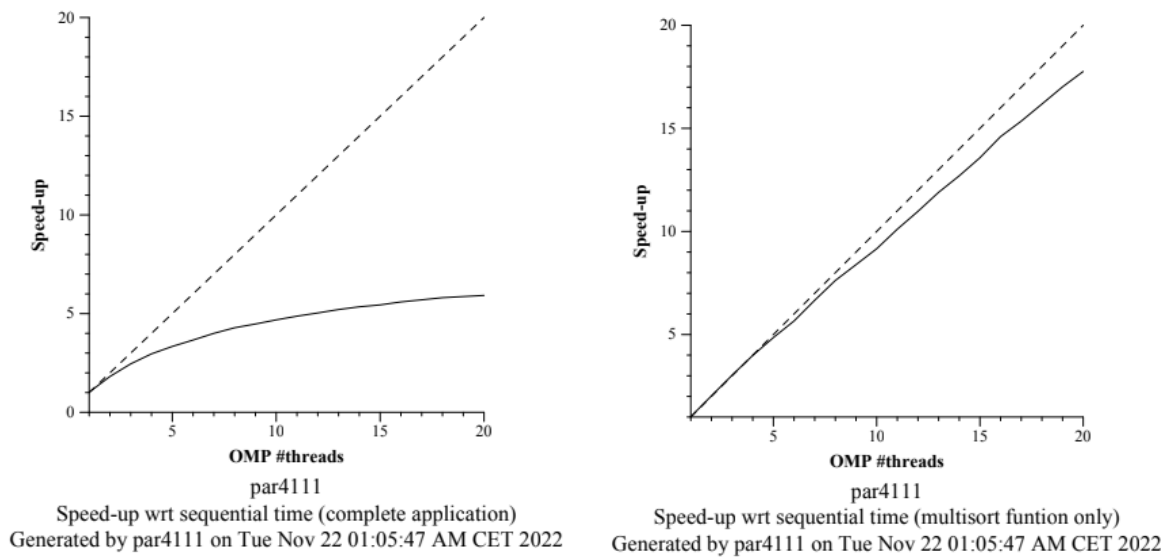 20
15
10
5
0
Speed-up
5
10
15
20
OMP #threads
par4111
Speed-up wrt sequential time (complete application)
Generated by par4111 on Tue Nov 22 01:05:47 AM CET 2022
20
15
10
5
Speed-up
5
10
15
20
OMP #threads
par4111
Speed-up wrt sequential time (multisort funtion only)
Generated by par4111 on Tue Nov 22 01:05:47 AM CET 2022